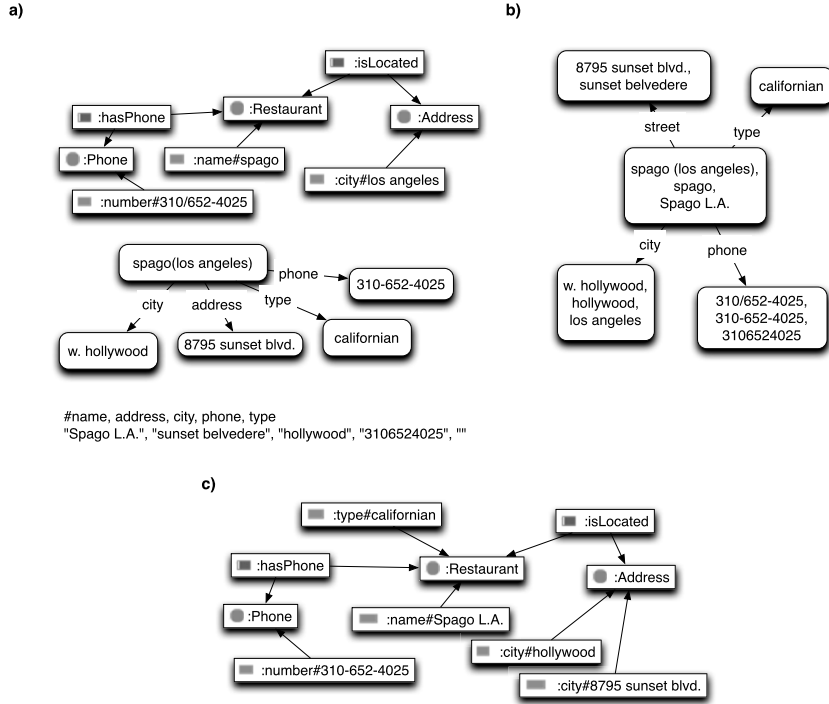 a)
:isLocated
:Restaurant
:hasPhone
:Address
:Phone
:name#spago
:city#los angeles
:number#310/652-4025
spago(los angeles)
phone
310-652-4025
city
address
type
w. hollywood
8795 sunset blvd.
californian
#name, address, city, phone, type
"Spago L.A.", "sunset belvedere", "hollywood", "3106524025", ""
b)
8795 sunset blvd.,
sunset belvedere
californian
street
type
spago (los angeles),
spago,
Spago L.A.
city
phone
w. hollywood,
hollywood,
los angeles
310/652-4025,
310-652-4025,
3106524025
c)
:type#californian
:isLocated
:hasPhone
:Restaurant
:Address
:Phone
:name#Spago L.A.
:city#hollywood
:number#310-652-4025
:city#8795 sunset blvd.